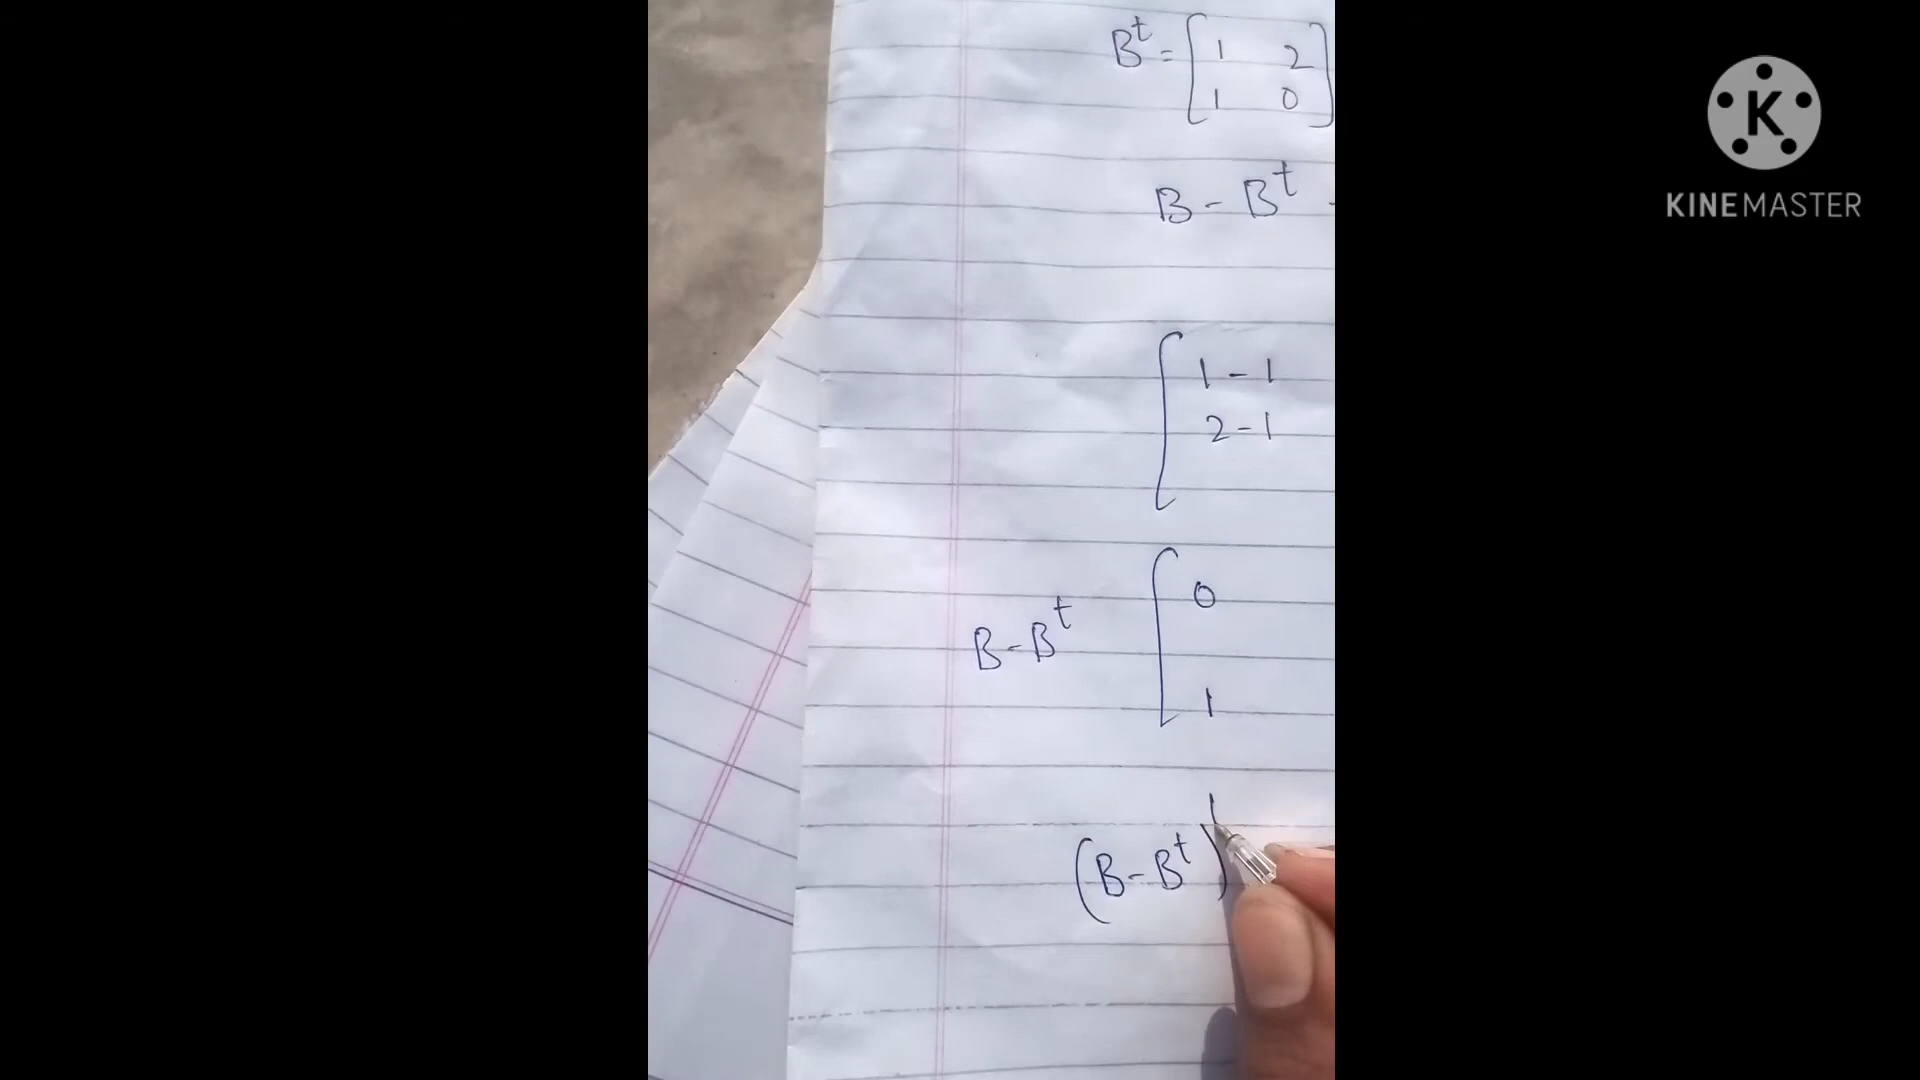 B^t = [ 1 2
1 0 ]
B - B^t -
[ 1 - 1
2 - 1
[ 0
B - B^t
1
(B - B^t)
K
KINEMASTER